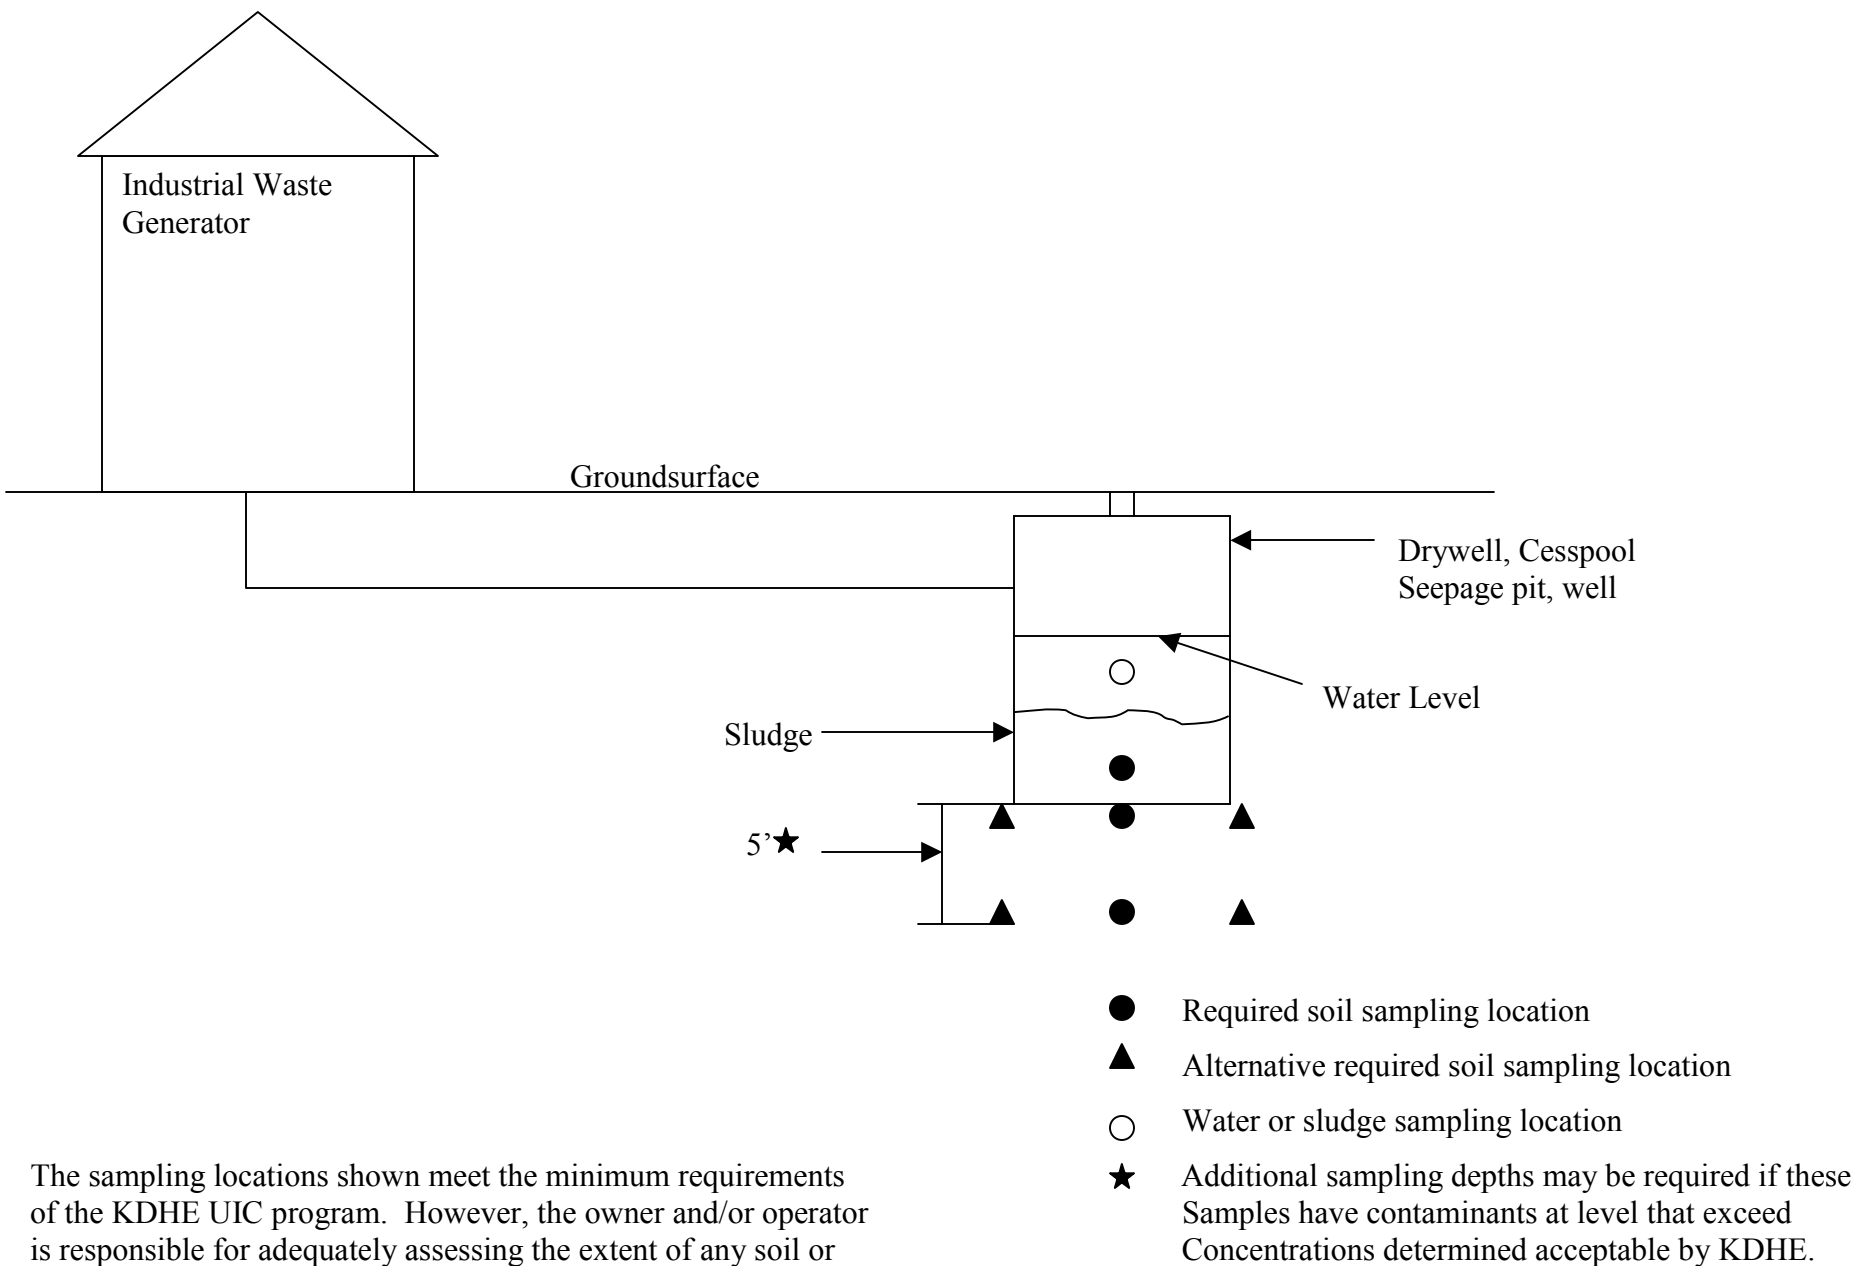 Industrial Waste
Generator
Groundsurface
Drywell, Cesspool
Seepage pit, well
Water Level
Sludge
5’★
Required soil sampling location
Alternative required soil sampling location
Water or sludge sampling location
Additional sampling depths may be required if these
Samples have contaminants at level that exceed
Concentrations determined acceptable by KDHE.
The sampling locations shown meet the minimum requirements
of the KDHE UIC program. However, the owner and/or operator
is responsible for adequately assessing the extent of any soil or